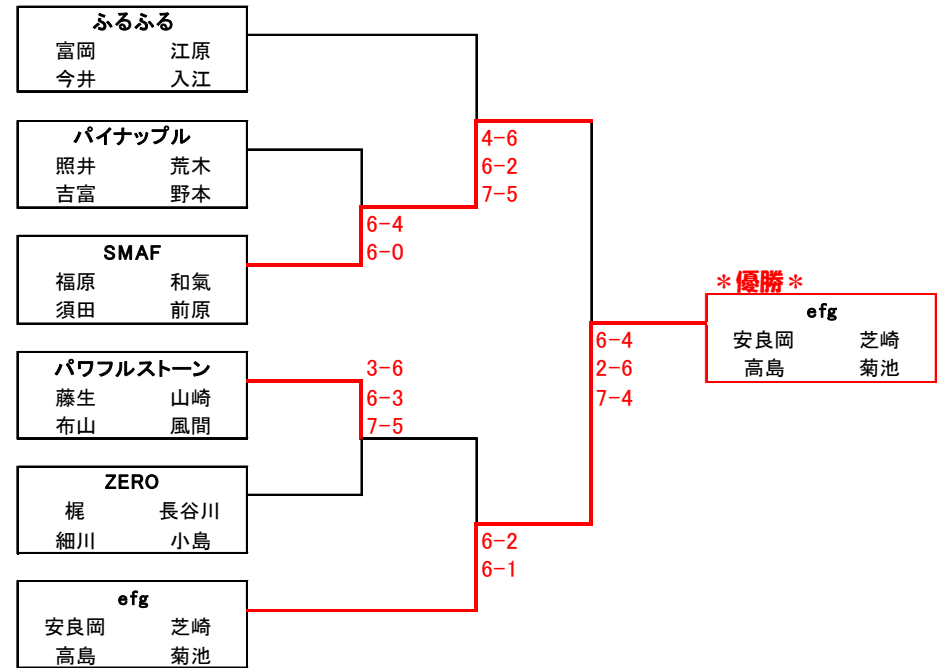 ふるふる
富岡 江原
今井 入江
パイナップル
照井 荒木
吉富 野本
SMAF
福原 和氣
須田 前原
パワフルストーン
藤生 山崎
布山 風間
ZERO
梶 長谷川
細川 小島
efg
安良岡 芝崎
高島 菊池
6-4
6-0
3-6
6-3
7-5
4-6
6-2
7-5
6-2
6-1
6-4
2-6
7-4
＊優勝＊
efg
安良岡 芝崎
高島 菊池